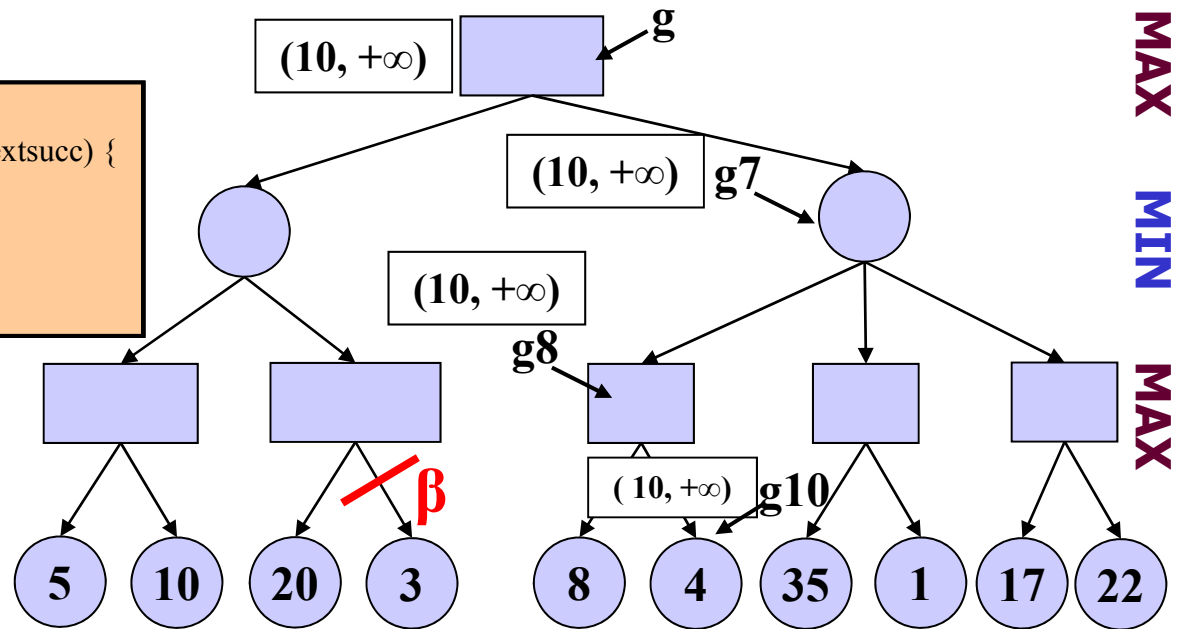 g
(10, +∞)
MAX
extsucc) {
(10, +∞)
g7
MIN
(10, +∞)
g8
MAX
β
( 10, +∞)
g10
5
10
20
3
8
4
35
1
17
22